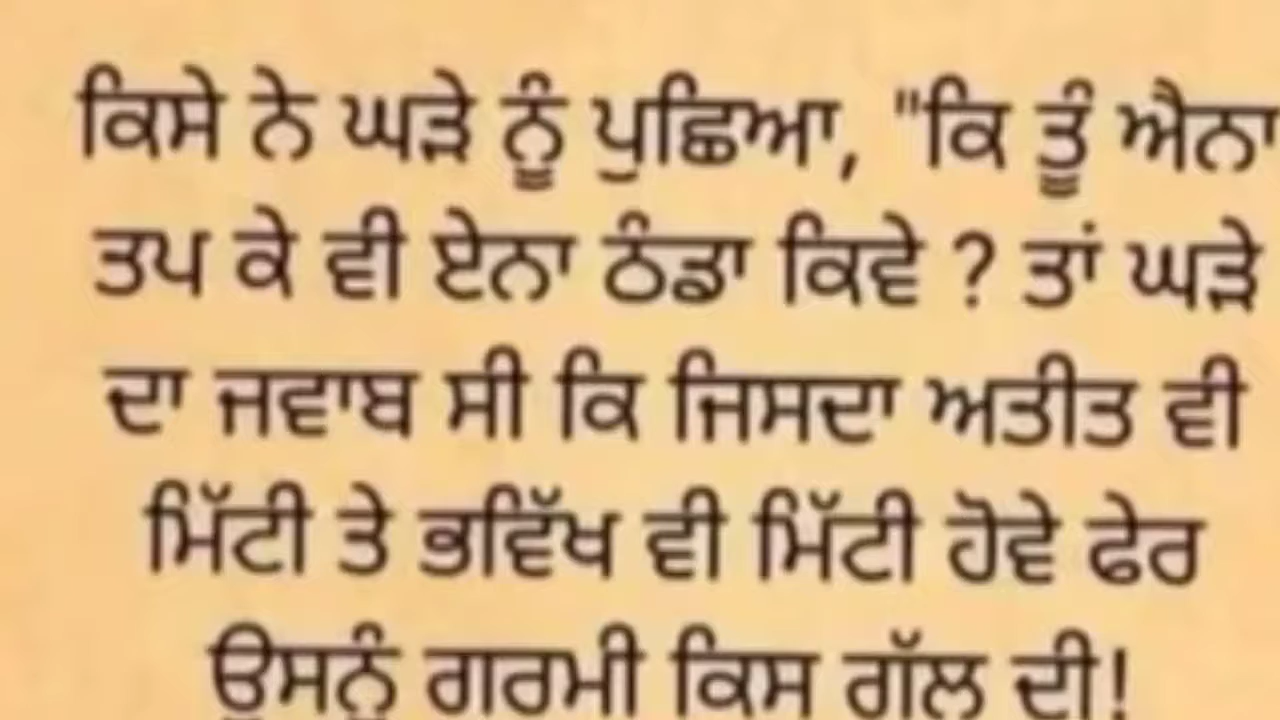 ਕਿਸੇ ਨੇ ਘੜੇ ਨੂੰ ਪੁਛਿਆ, "ਕਿ ਤੂੰ ਐਨਾ
ਤਪ ਕੇ ਵੀ ਏਨਾ ਠੰਡਾ ਕਿਵੇ ? ਤਾਂ ਘੜੇ
ਦਾ ਜਵਾਬ ਸੀ ਕਿ ਜਿਸਦਾ ਅਤੀਤ ਵੀ
ਮਿੱਟੀ ਤੇ ਭਵਿੱਖ ਵੀ ਮਿੱਟੀ ਹੋਵੇ ਫੇਰ
ਉਸਨੂੰ ਗਰਮੀ ਕਿਸ ਗੱਲ ਦੀ!